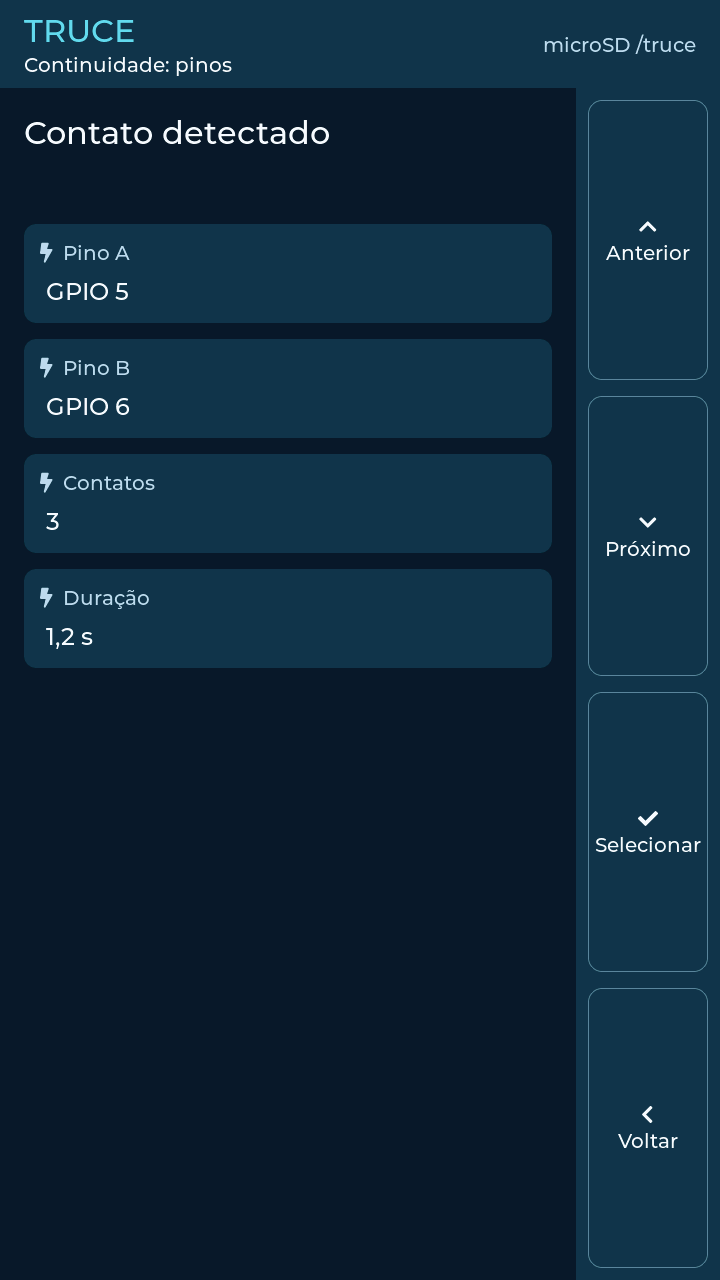 TRUCE
Continuidade: pinos
microSD /truce
Contato detectado
Pino A
GPIO 5
Pino B
GPIO 6
Contatos
3
Duração
1,2 s
Anterior
Próximo
Selecionar
Voltar